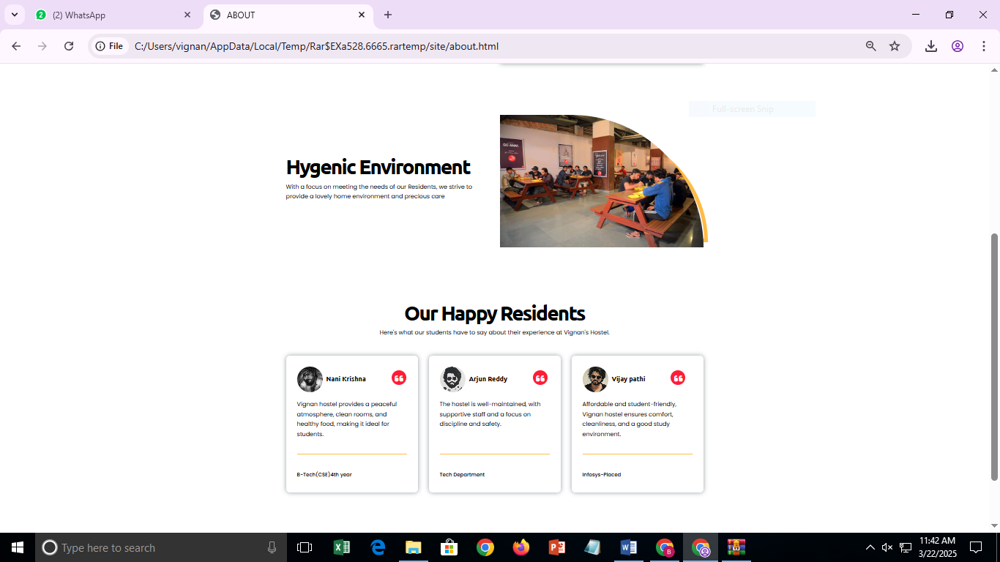 (2) WhatsApp
ABOUT
File
C:/Users/vignan/AppData/Local/Temp/Rar$EXa528.6665.rartemp/site/about.html
Full-screen Snip
GO AWAY.
Hygenic Environment
With a focus on meeting the needs of our Residents, we strive to
provide a lovely home environment and precious care
Our Happy Residents
Here's what our students have to say about their experience at Vignan's Hostel.
Nani Krishna
Vignan hostel provides a peaceful
atmosphere, clean rooms, and
healthy food, making it ideal for
students.
B-Tech(CSE)4th year
Arjun Reddy
The hostel is well-maintained, with
supportive staff and a focus on
discipline and safety.
Tech Department
Vijay pathi
Affordable and student-friendly,
Vignan hostel ensures comfort,
cleanliness, and a good study
environment.
Infosys-Placed
Type here to search
11:42 AM
3/22/2025